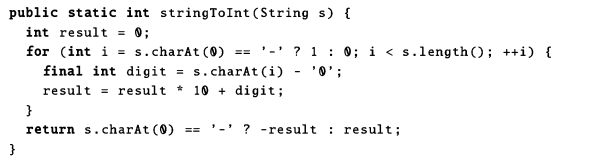 public static int stringToInt(String s) {
  int result = 0;
  for (int i = s.charAt(0) == '-' ? 1 : 0; i < s.length(); ++i) {
    final int digit = s.charAt(i) - '0';
    result = result * 10 + digit;
  }
  return s.charAt(0) == '-' ? -result : result;
}